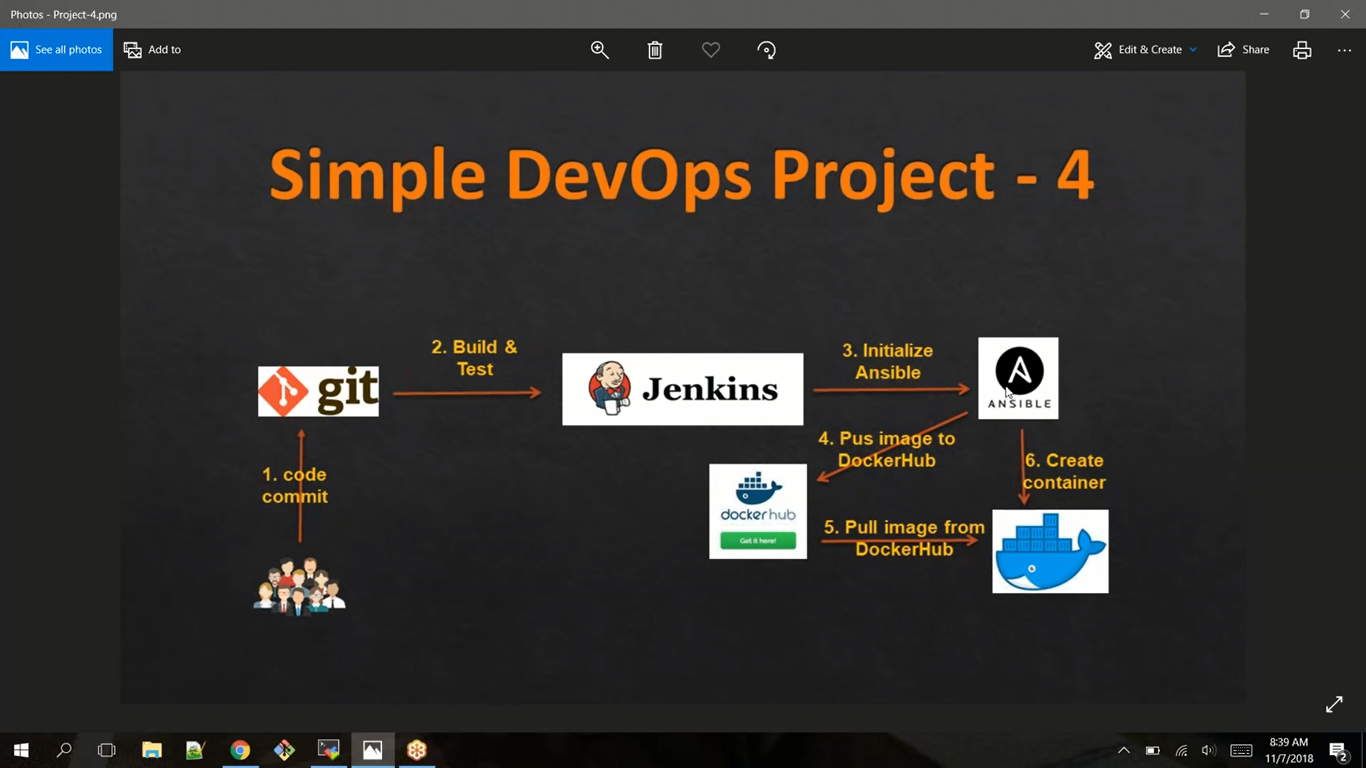 Photos - Project-4.png
See all photos
Add to
Edit & Create
Share
Simple DevOps Project - 4
2. Build &
Test
3. Initialize
Ansible
git
Jenkins
A
ANSIBLE
1. code
commit
4. Pus image to
DockerHub
6. Create
container
docker hub
Get it here!
5. Pull image from
DockerHub
8:39 AM
11/7/2018
2